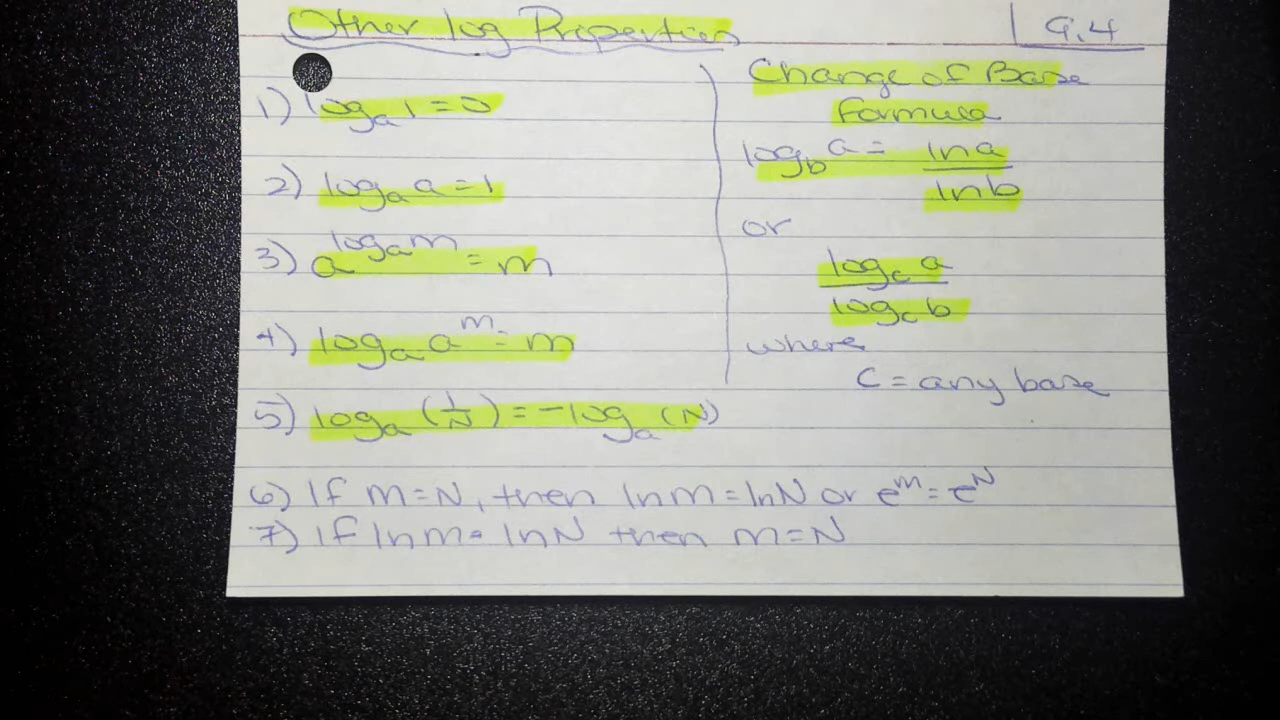 Other log Properties
9.4
1) log_a 1 = 0
2) log_a a = 1
3) a^{log_a m} = m
4) log_a a^m = m
5) log_a (1/N) = -log_a (N)
6) If m = N, then ln m = ln N or e^m = e^N
7) If ln m = ln N then m = N
Change of Base
Formula
log_b a = ln a / ln b
or
log_c a / log_c b
where
c = any base